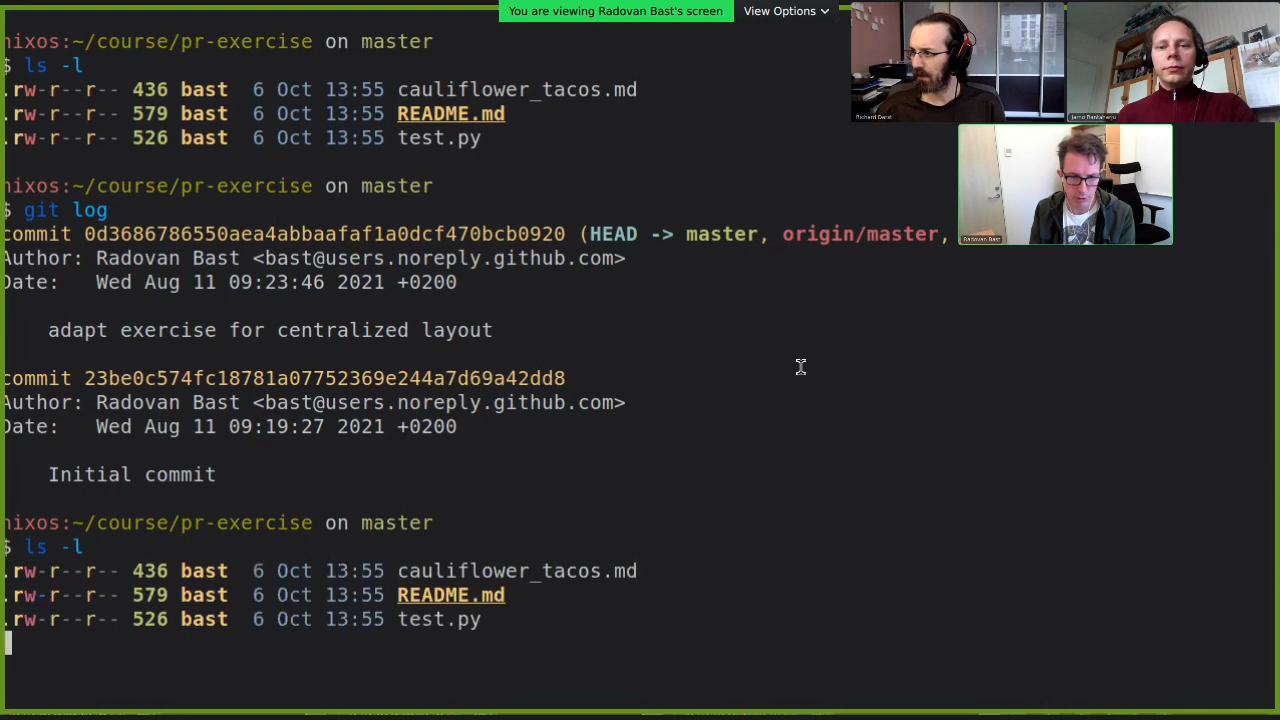 You are viewing Radovan Bast's screen
View Options
nixos:~/course/pr-exercise on master
$ ls -l
.rw-r--r-- 436 bast 6 Oct 13:55 cauliflower_tacos.md
.rw-r--r-- 579 bast 6 Oct 13:55 README.md
.rw-r--r-- 526 bast 6 Oct 13:55 test.py
nixos:~/course/pr-exercise on master
$ git log
commit 0d3686786550aea4abbaafaf1a0dcf470bcb0920 (HEAD -> master, origin/master,
Author: Radovan Bast <bast@users.noreply.github.com>
Date: Wed Aug 11 09:23:46 2021 +0200
adapt exercise for centralized layout
commit 23be0c574fc18781a07752369e244a7d69a42dd8
Author: Radovan Bast <bast@users.noreply.github.com>
Date: Wed Aug 11 09:19:27 2021 +0200
Initial commit
nixos:~/course/pr-exercise on master
$ ls -l
.rw-r--r-- 436 bast 6 Oct 13:55 cauliflower_tacos.md
.rw-r--r-- 579 bast 6 Oct 13:55 README.md
.rw-r--r-- 526 bast 6 Oct 13:55 test.py
Richard Darst
Jarno Rantaharju
Radovan Bast